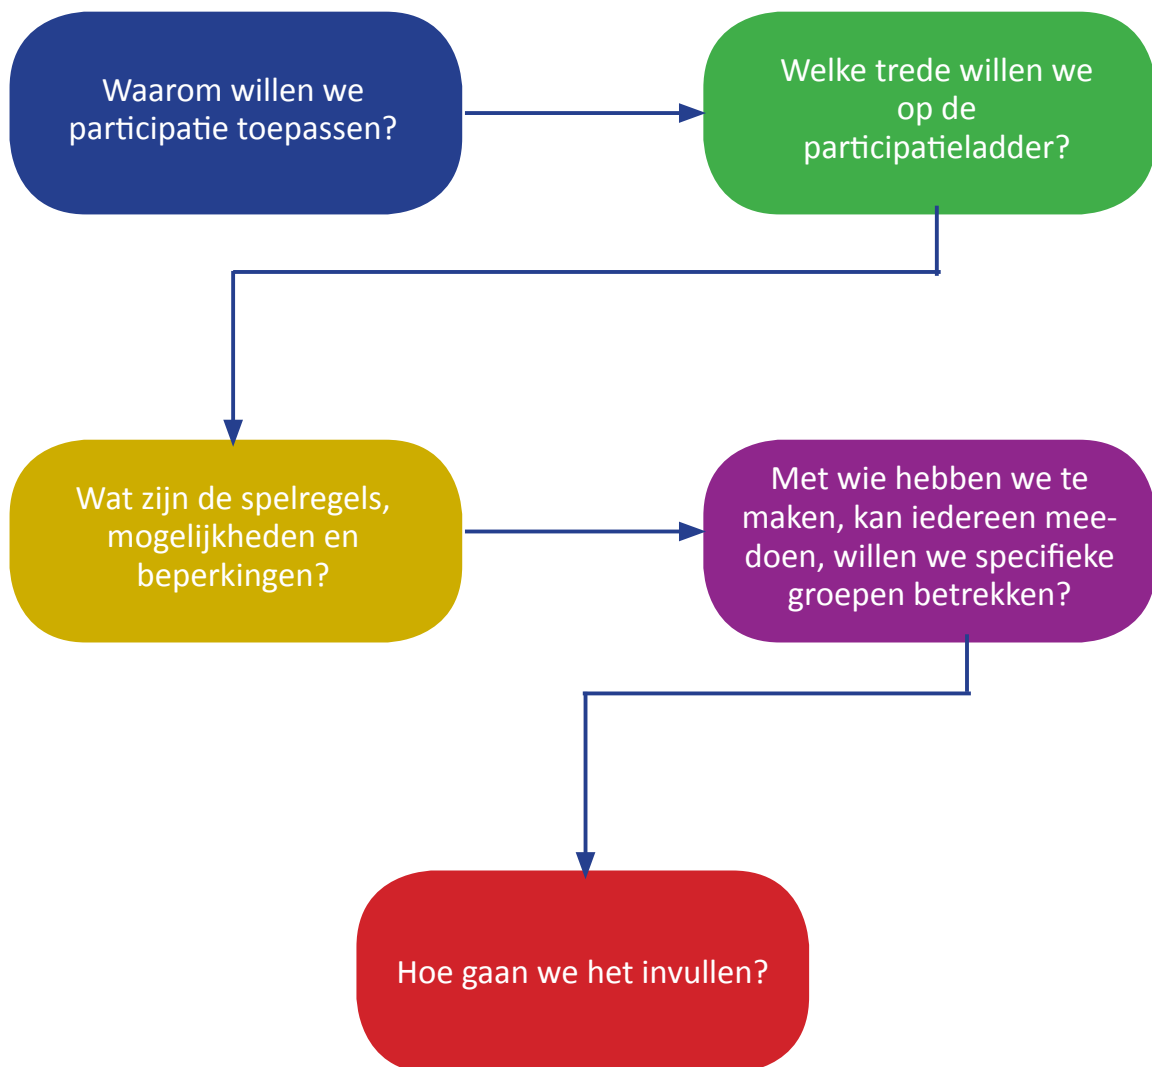 Waarom willen we
participatie toepassen?
Welke trede willen we
op de
participatieladder?
Wat zijn de spelregels,
mogelijkheden en
beperkingen?
Met wie hebben we te
maken, kan iedereen mee-
doen, willen we specifieke
groepen betrekken?
Hoe gaan we het invullen?